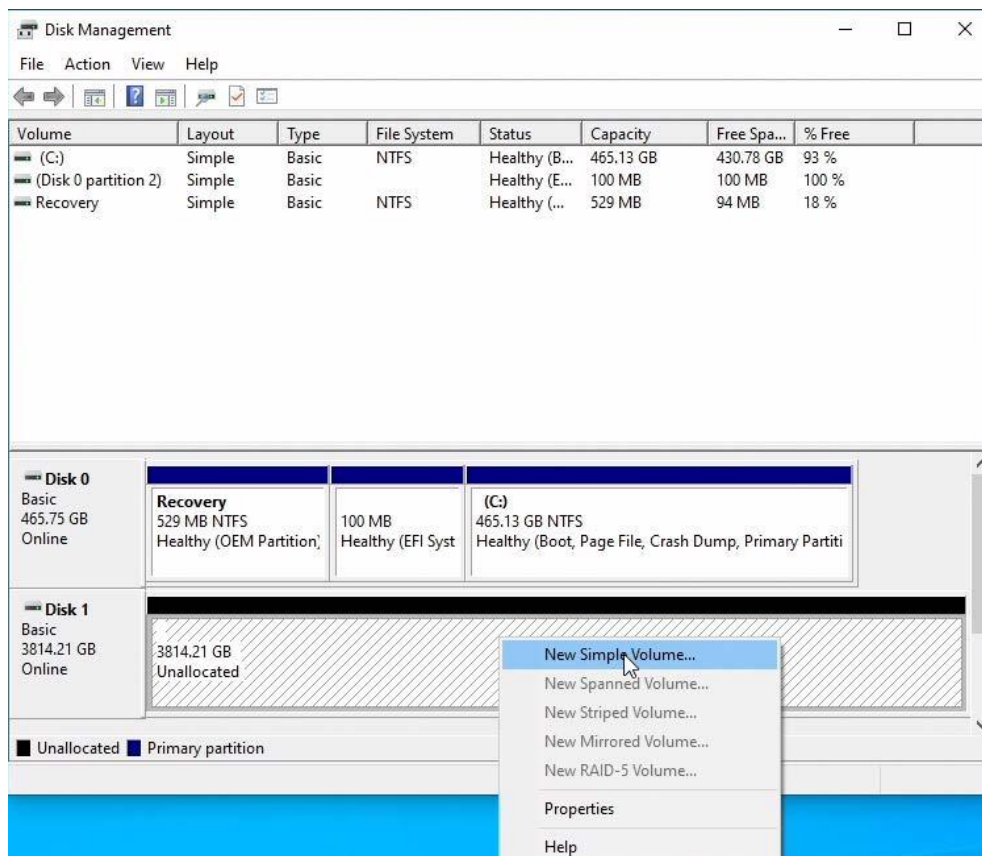 Disk Management
File Action View Help
Volume Layout Type File System Status Capacity Free Spa... % Free
(C:) Simple Basic NTFS Healthy (B... 465.13 GB 430.78 GB 93 %
(Disk 0 partition 2) Simple Basic Healthy (E... 100 MB 100 MB 100 %
Recovery Simple Basic NTFS Healthy (... 529 MB 94 MB 18 %
Disk 0
Basic
465.75 GB
Online
Recovery
529 MB NTFS
Healthy (OEM Partition)
100 MB
Healthy (EFI Syst
(C:)
465.13 GB NTFS
Healthy (Boot, Page File, Crash Dump, Primary Partiti
Disk 1
Basic
3814.21 GB
Online
3814.21 GB
Unallocated
New Simple Volume...
New Spanned Volume...
New Striped Volume...
New Mirrored Volume...
New RAID-5 Volume...
Properties
Help
Unallocated Primary partition